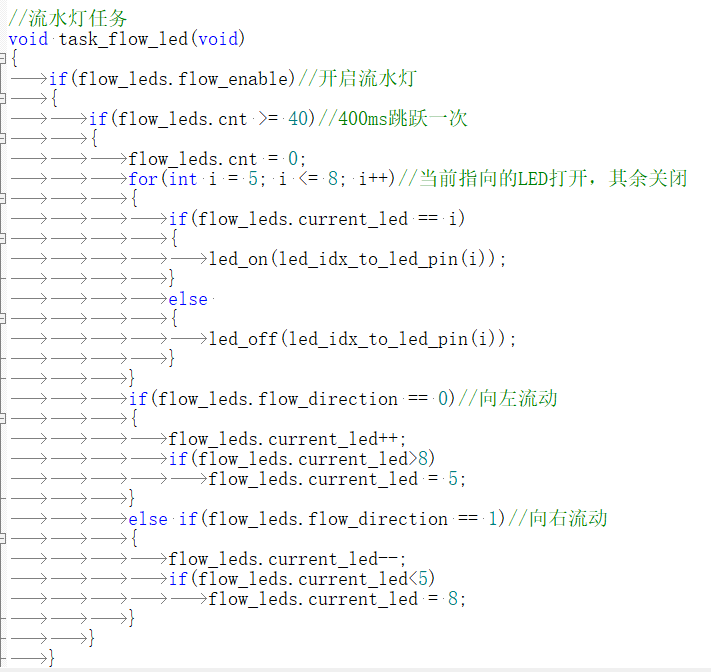 //流水灯任务
void task_flow_led(void)
{
if(flow_leds.flow_enable)//开启流水灯
{
if(flow_leds.cnt >= 40)//400ms跳跃一次
{
flow_leds.cnt = 0;
for(int i = 5; i <= 8; i++)//当前指向的LED打开，其余关闭
{
if(flow_leds.current_led == i)
{
led_on(led_idx_to_led_pin(i));
}
else
{
led_off(led_idx_to_led_pin(i));
}
}
if(flow_leds.flow_direction == 0)//向左流动
{
flow_leds.current_led++;
if(flow_leds.current_led>8)
flow_leds.current_led = 5;
}
else if(flow_leds.flow_direction == 1)//向右流动
{
flow_leds.current_led--;
if(flow_leds.current_led<5)
flow_leds.current_led = 8;
}
}
}